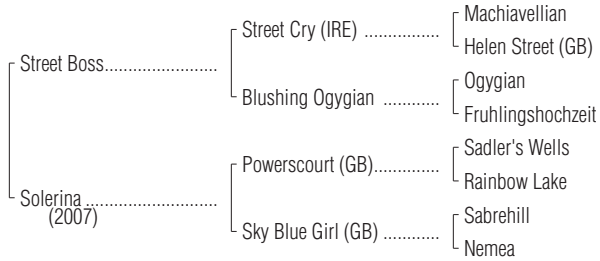 Machiavellian
Street Cry (IRE) ................
Helen Street (GB)
Street Boss........................
Ogygian
Blushing Ogygian ............
Fruhlingshochzeit
Sadler's Wells
Powerscourt (GB)..............
Rainbow Lake
Solerina ............................
(2007)
Sabrehill
Sky Blue Girl (GB) ............
Nemea